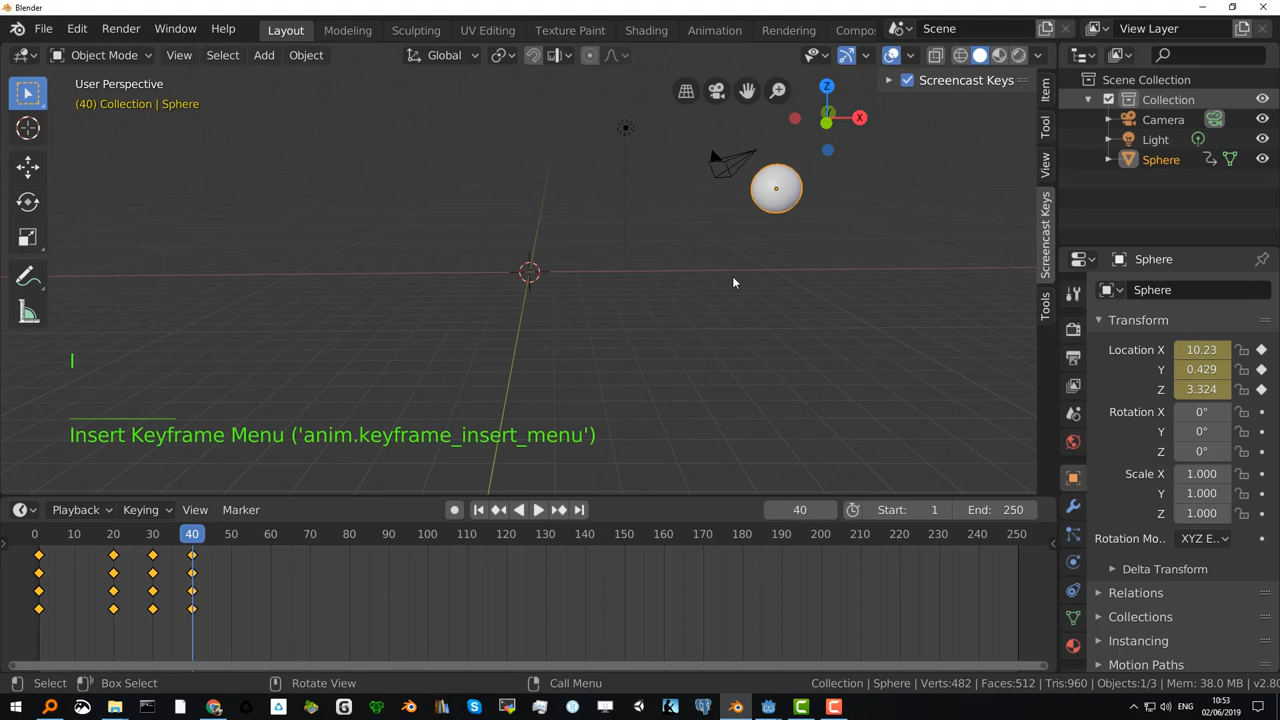 Blender
File Edit Render Window Help Layout Modeling Sculpting UV Editing Texture Paint Shading Animation Rendering Compos Scene View Layer
Object Mode View Select Add Object Global
User Perspective
(40) Collection | Sphere
Screencast Keys
Z
Y
X
Item
Tool
View
Screencast Keys
Tools
I
Insert Keyframe Menu ('anim.keyframe_insert_menu')
Scene Collection
Collection
Camera
Light
Sphere
Sphere
Sphere
Transform
Location X 10.23
Y 0.429
Z 3.324
Rotation X 0°
Y 0°
Z 0°
Scale X 1.000
Y 1.000
Z 1.000
Rotation Mo.. XYZ E..
Delta Transform
Relations
Collections
Instancing
Motion Paths
Playback Keying View Marker 40 Start: 1 End: 250
0 10 20 30 40 50 60 70 80 90 100 110 120 130 140 150 160 170 180 190 200 210 220 230 240 250
Select Box Select Rotate View Call Menu Collection | Sphere | Verts:482 | Faces:512 | Tris:960 | Objects:1/3 | Mem: 38.0 MB | v2.80
ENG 10:53
02/06/2019